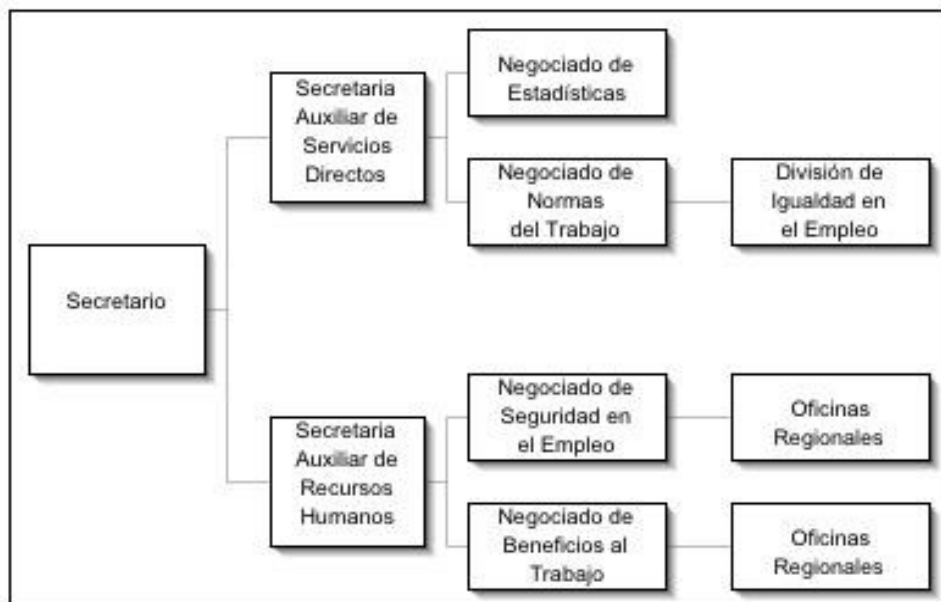 Secretario
Secretaria
Auxiliar de
Servicios
Directos
Negociado de
Estadísticas
Negociado de
Normas
del Trabajo
División de
Igualdad en
el Empleo
Secretaria
Auxiliar de
Recursos
Humanos
Negociado de
Seguridad en
el Empleo
Oficinas
Regionales
Negociado de
Beneficios al
Trabajo
Oficinas
Regionales